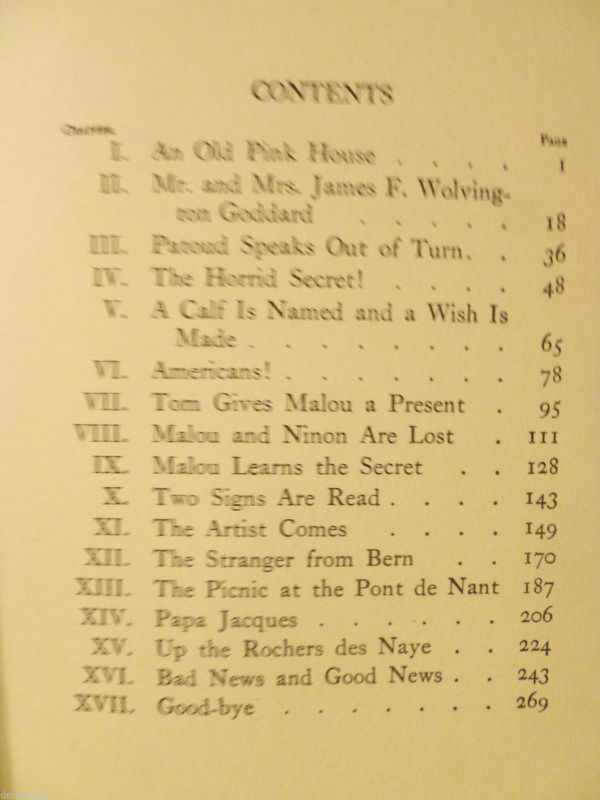 CONTENTS
CHAPTER PAGE
I. An Old Pink House . . . . 1
II. Mr. and Mrs. James F. Wolving-
ton Goddard . . . . . 18
III. Patoud Speaks Out of Turn. . 36
IV. The Horrid Secret! . . . . 48
V. A Calf Is Named and a Wish Is
Made . . . . . . . . 65
VI. Americans! . . . . . . . 78
VII. Tom Gives Malou a Present . 95
VIII. Malou and Ninon Are Lost . 111
IX. Malou Learns the Secret . . 128
X. Two Signs Are Read . . . . 143
XI. The Artist Comes . . . . 149
XII. The Stranger from Bern . . 170
XIII. The Picnic at the Pont de Nant 187
XIV. Papa Jacques . . . . . . 206
XV. Up the Rochers des Naye . . 224
XVI. Bad News and Good News . . 243
XVII. Good-bye . . . . . . . 269